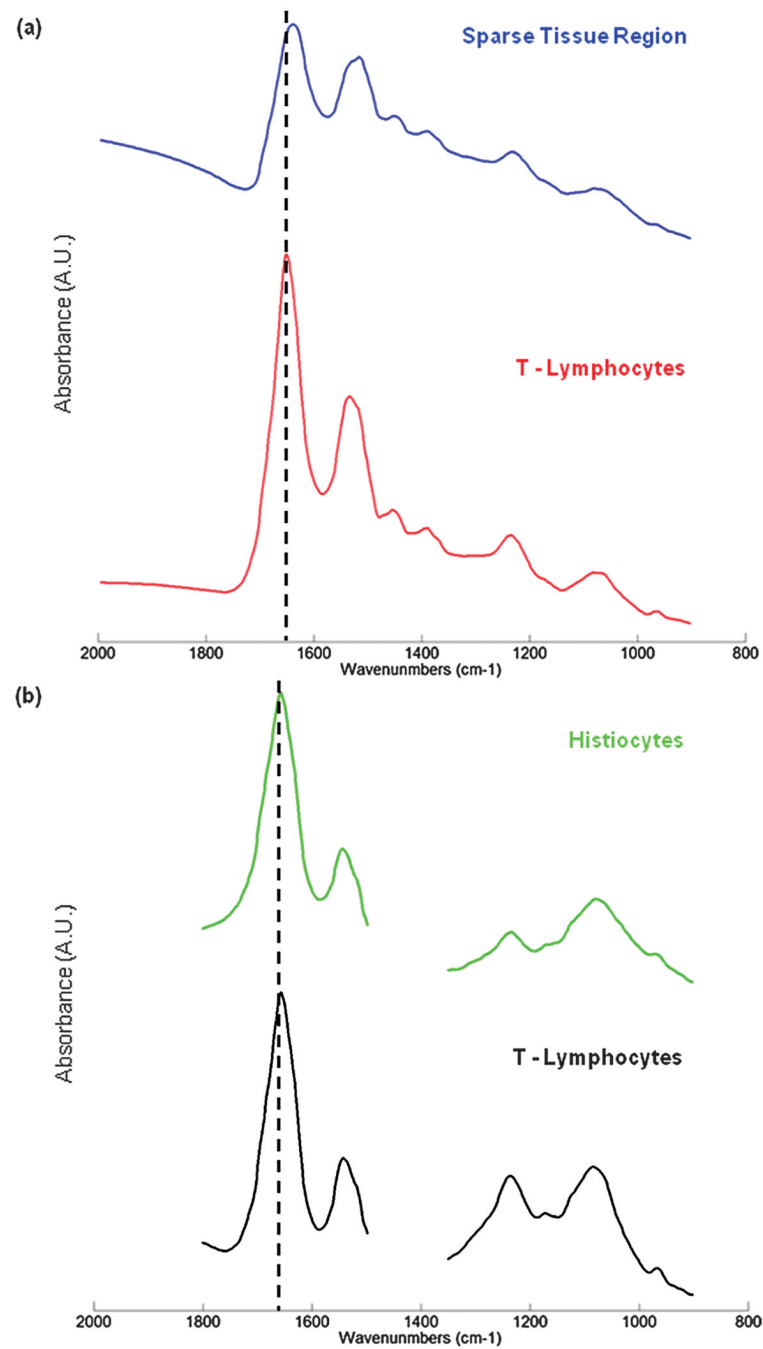 (a)
Sparse Tissue Region
T - Lymphocytes
Absorbance (A.U.)
2000 1800 1600 1400 1200 1000 800
Wavenunmbers (cm-1)
(b)
Histiocytes
T - Lymphocytes
Absorbance (A.U.)
2000 1800 1600 1400 1200 1000 800
Wavenunmbers (cm-1)